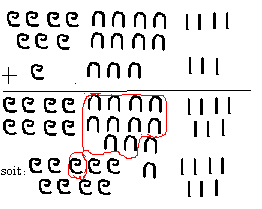 𓍢 𓍢 𓍢 𓍢 𓎆 𓎆 𓎆 𓎆 𓏺 𓏺 𓏺 𓏺
𓍢 𓍢 𓍢 𓎆 𓎆 𓎆 𓎆
+ 𓍢 𓎆 𓎆 𓎆 𓏺 𓏺 𓏺
𓍢 𓍢 𓍢 𓍢 𓎆 𓎆 𓎆 𓎆 𓏺 𓏺 𓏺 𓏺
𓍢 𓍢 𓍢 𓍢 𓎆 𓎆 𓎆 𓎆 𓏺 𓏺 𓏺
𓎆 𓎆 𓎆
soit: 𓍢 𓍢 𓍢 𓍢 𓍢 𓎆 𓏺 𓏺 𓏺 𓏺
𓍢 𓍢 𓍢 𓍢 𓏺 𓏺 𓏺